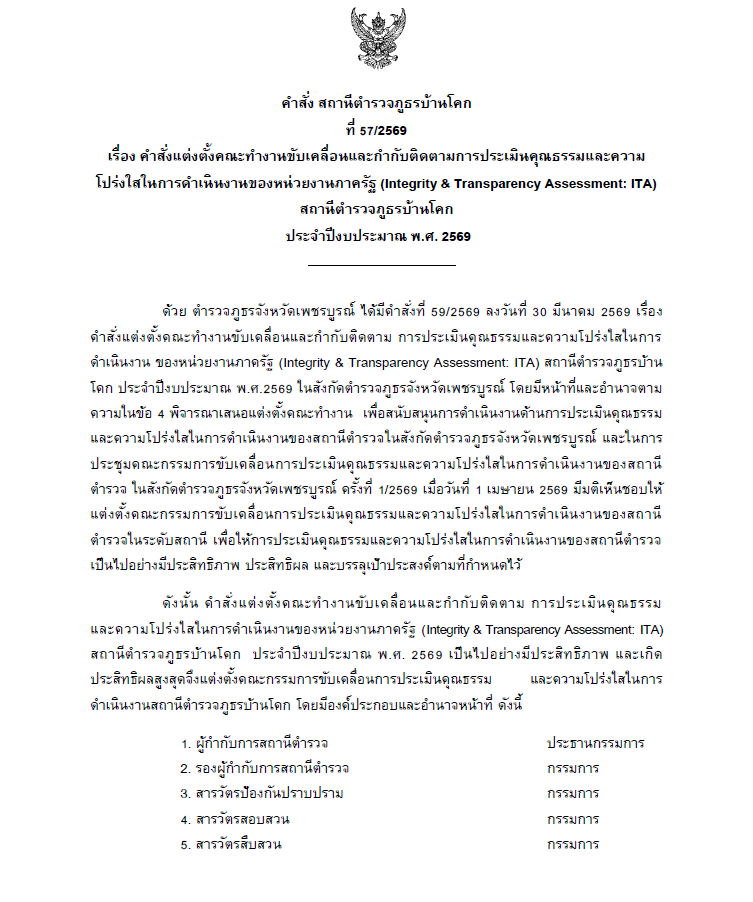 คำสั่ง สถานีตำรวจภูธรบ้านโคก
ที่ 57/2569
เรื่อง คำสั่งแต่งตั้งคณะทำงานขับเคลื่อนและกำกับติดตามการประเมินคุณธรรมและความ
โปร่งใสในการดำเนินงานของหน่วยงานภาครัฐ (Integrity & Transparency Assessment: ITA)
สถานีตำรวจภูธรบ้านโคก
ประจำปีงบประมาณ พ.ศ. 2569
ด้วย ตำรวจภูธรจังหวัดเพชรบูรณ์ ได้มีคำสั่งที่ 59/2569 ลงวันที่ 30 มีนาคม 2569 เรื่อง
คำสั่งแต่งตั้งคณะทำงานขับเคลื่อนและกำกับติดตาม การประเมินคุณธรรมและความโปร่งใสในการ
ดำเนินงาน ของหน่วยงานภาครัฐ (Integrity & Transparency Assessment: ITA) สถานีตำรวจภูธรบ้าน
โคก ประจำปีงบประมาณ พ.ศ.2569 ในสังกัดตำรวจภูธรจังหวัดเพชรบูรณ์ โดยมีหน้าที่และอำนาจตาม
ความในข้อ 4 พิจารณาเสนอแต่งตั้งคณะทำงาน เพื่อสนับสนุนการดำเนินงานด้านการประเมินคุณธรรม
และความโปร่งใสในการดำเนินงานของสถานีตำรวจในสังกัดตำรวจภูธรจังหวัดเพชรบูรณ์ และในการ
ประชุมคณะกรรมการขับเคลื่อนการประเมินคุณธรรมและความโปร่งใสในการดำเนินงานของสถานี
ตำรวจ ในสังกัดตำรวจภูธรจังหวัดเพชรบูรณ์ ครั้งที่ 1/2569 เมื่อวันที่ 1 เมษายน 2569 มีมติเห็นชอบให้
แต่งตั้งคณะกรรมการขับเคลื่อนการประเมินคุณธรรมและความโปร่งใสในการดำเนินงานของสถานี
ตำรวจในระดับสถานี เพื่อให้การประเมินคุณธรรมและความโปร่งใสในการดำเนินงานของสถานีตำรวจ
เป็นไปอย่างมีประสิทธิภาพ ประสิทธิผล และบรรลุเป้าประสงค์ตามที่กำหนดไว้
ดังนั้น คำสั่งแต่งตั้งคณะทำงานขับเคลื่อนและกำกับติดตาม การประเมินคุณธรรม
และความโปร่งใสในการดำเนินงานของหน่วยงานภาครัฐ (Integrity & Transparency Assessment: ITA)
สถานีตำรวจภูธรบ้านโคก ประจำปีงบประมาณ พ.ศ. 2569 เป็นไปอย่างมีประสิทธิภาพ และเกิด
ประสิทธิผลสูงสุดจึงแต่งตั้งคณะกรรมการขับเคลื่อนการประเมินคุณธรรม และความโปร่งใสในการ
ดำเนินงานสถานีตำรวจภูธรบ้านโคก โดยมีองค์ประกอบและอำนาจหน้าที่ ดังนี้
1. ผู้กำกับการสถานีตำรวจ ประธานกรรมการ
2. รองผู้กำกับการสถานีตำรวจ กรรมการ
3. สารวัตรป้องกันปราบปราม กรรมการ
4. สารวัตรสอบสวน กรรมการ
5. สารวัตรสืบสวน กรรมการ